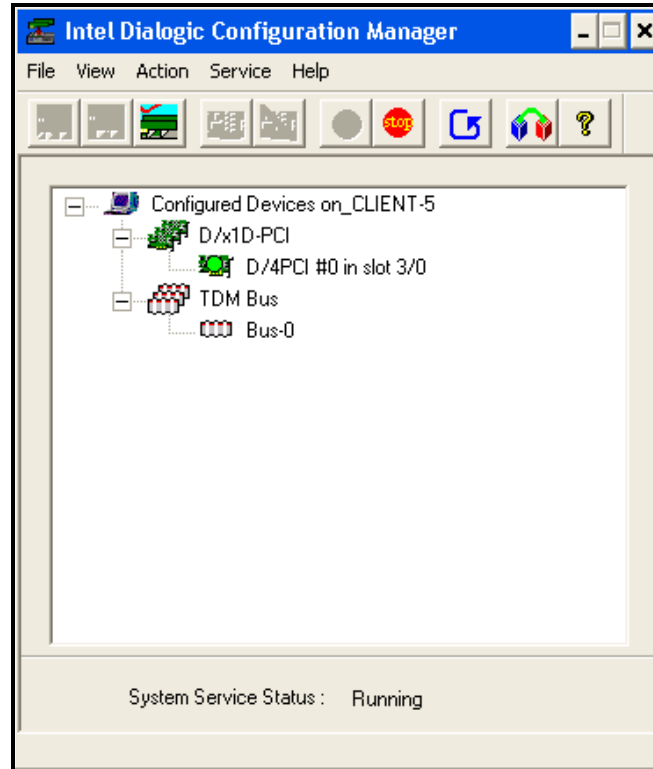 Intel Dialogic Configuration Manager
File View Action Service Help
stop ?
Configured Devices on_CLIENT-5
D/x1D-PCI
D/4PCI #0 in slot 3/0
TDM Bus
Bus-0
System Service Status : Running